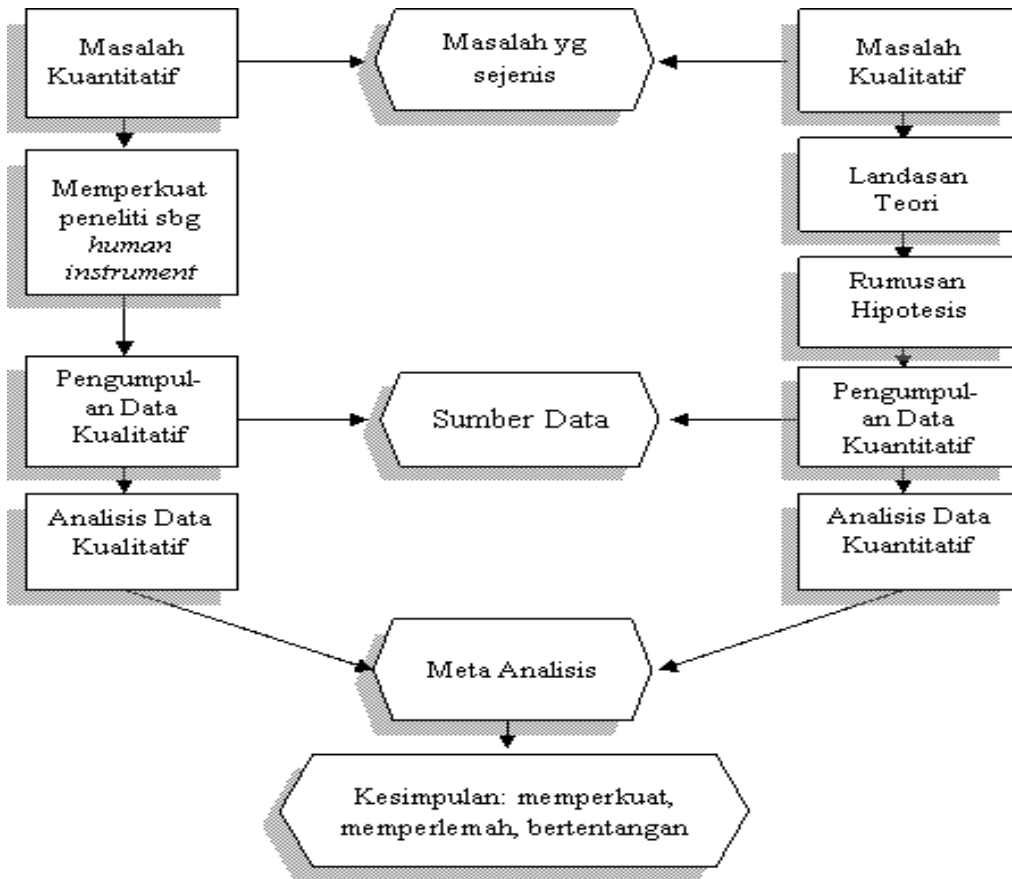 Masalah
Kuantitatif
Masalah yg
sejenis
Masalah
Kualitatif
Memperkuat
peneliti sbg
human
instrument
Landasan
Teori
Rumusan
Hipotesis
Pengumpul-
an Data
Kualitatif
Sumber Data
Pengumpul-
an Data
Kuantitatif
Analisis Data
Kualitatif
Analisis Data
Kuantitatif
Meta Analisis
Kesimpulan: memperkuat,
memperlemah, bertentangan